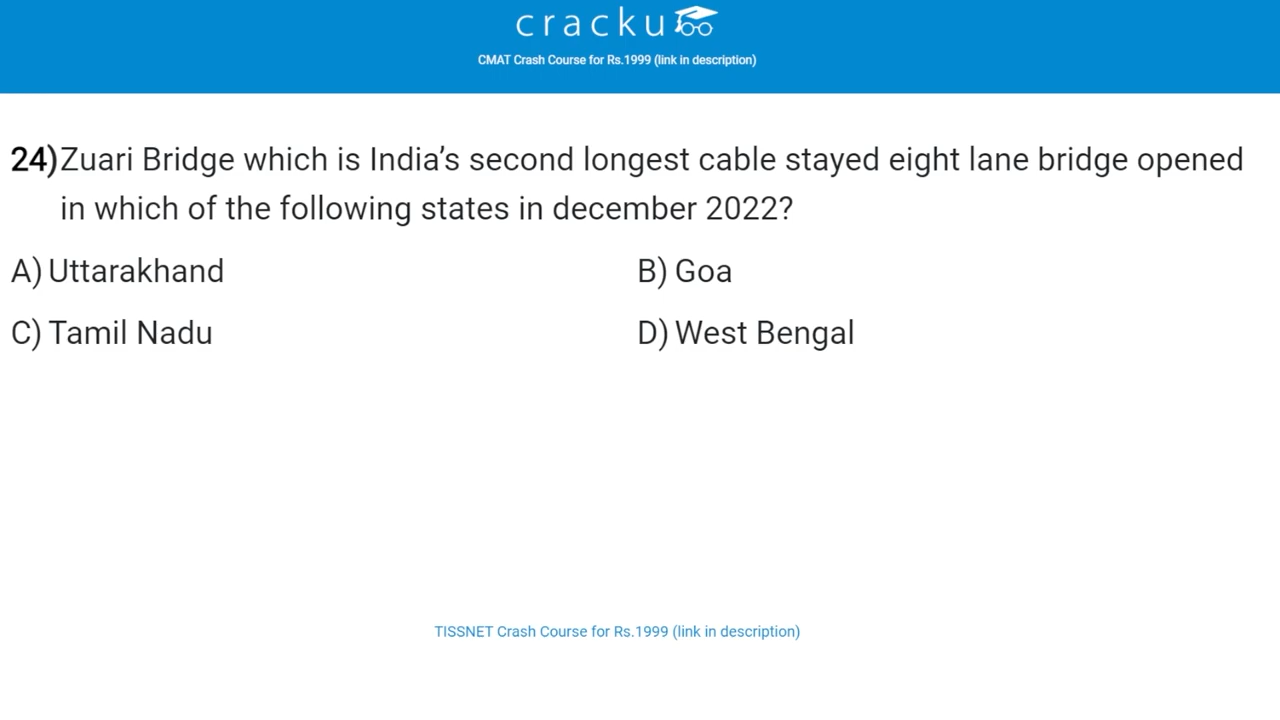 cracku
CMAT Crash Course for Rs.1999 (link in description)
24) Zuari Bridge which is India's second longest cable stayed eight lane bridge opened
in which of the following states in december 2022?
A) Uttarakhand
B) Goa
C) Tamil Nadu
D) West Bengal
TISSNET Crash Course for Rs.1999 (link in description)